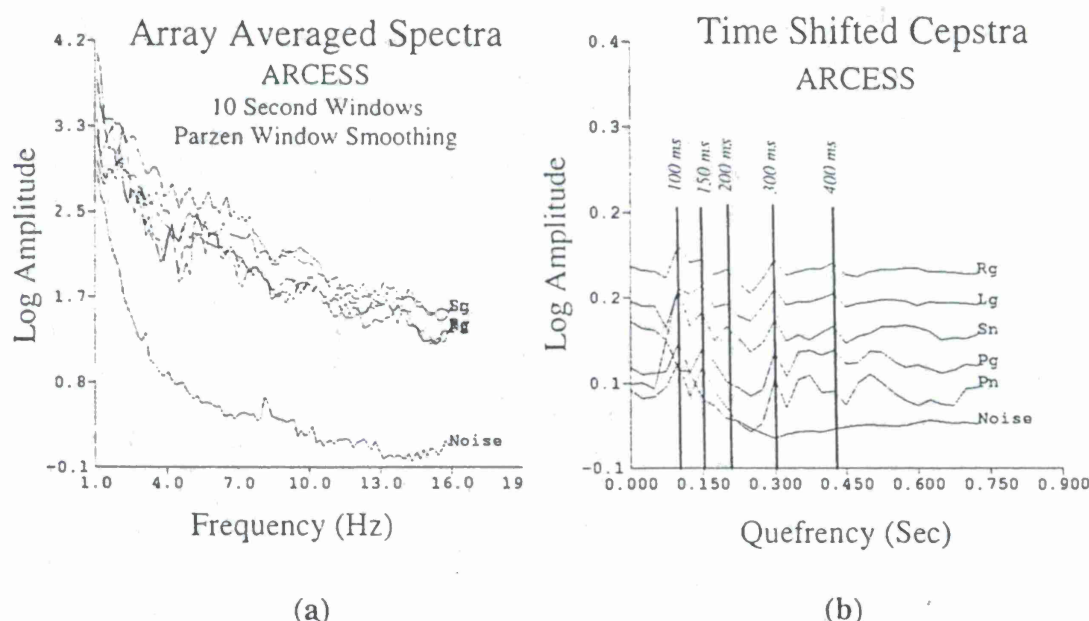 Array Averaged Spectra
ARCESS
10 Second Windows
Parzen Window Smoothing
Log Amplitude
4.2
3.3
2.5
1.7
0.8
-0.1
Sg
Noise
1.0 4.0 7.0 10.0 13.0 16.0 19
Frequency (Hz)
(a)
Time Shifted Cepstra
ARCESS
Log Amplitude
0.4
0.3
0.2
0.2
0.1
-0.1
100 ms
150 ms
200 ms
300 ms
400 ms
Rg
Lg
Sn
Pg
Pn
Noise
0.000 0.150 0.300 0.450 0.600 0.750 0.900
Quefrency (Sec)
(b)